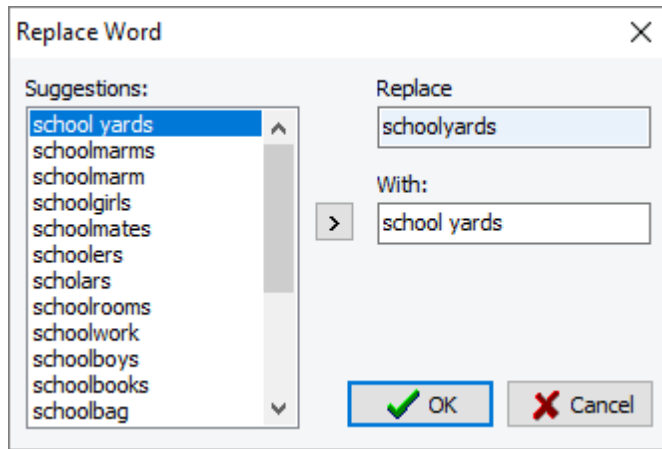 Replace Word
Suggestions:
school yards
schoolmarms
schoolmarm
schoolgirls
schoolmates
schoolers
scholars
schoolrooms
schoolwork
schoolboys
schoolbooks
schoolbag
>
Replace
schoolyards
With:
school yards
OK
Cancel